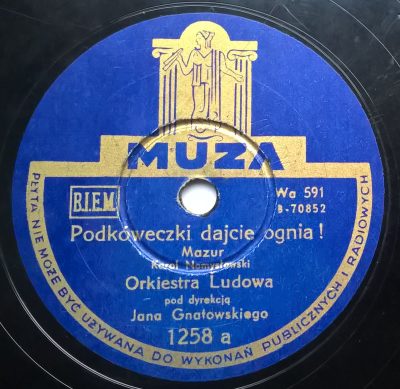 MUZA
B.I.E.M.
Wa 591
B-70852
Podkóweczki dajcie ognia!
Mazur
Karol Namysłowski
Orkiestra Ludowa
pod dyrekcją
Jana Gnatowskiego
1258 a
PŁYTA NIE MOŻE BYĆ UŻYWANA DO WYKONAŃ PUBLICZNYCH I RADIOWYCH